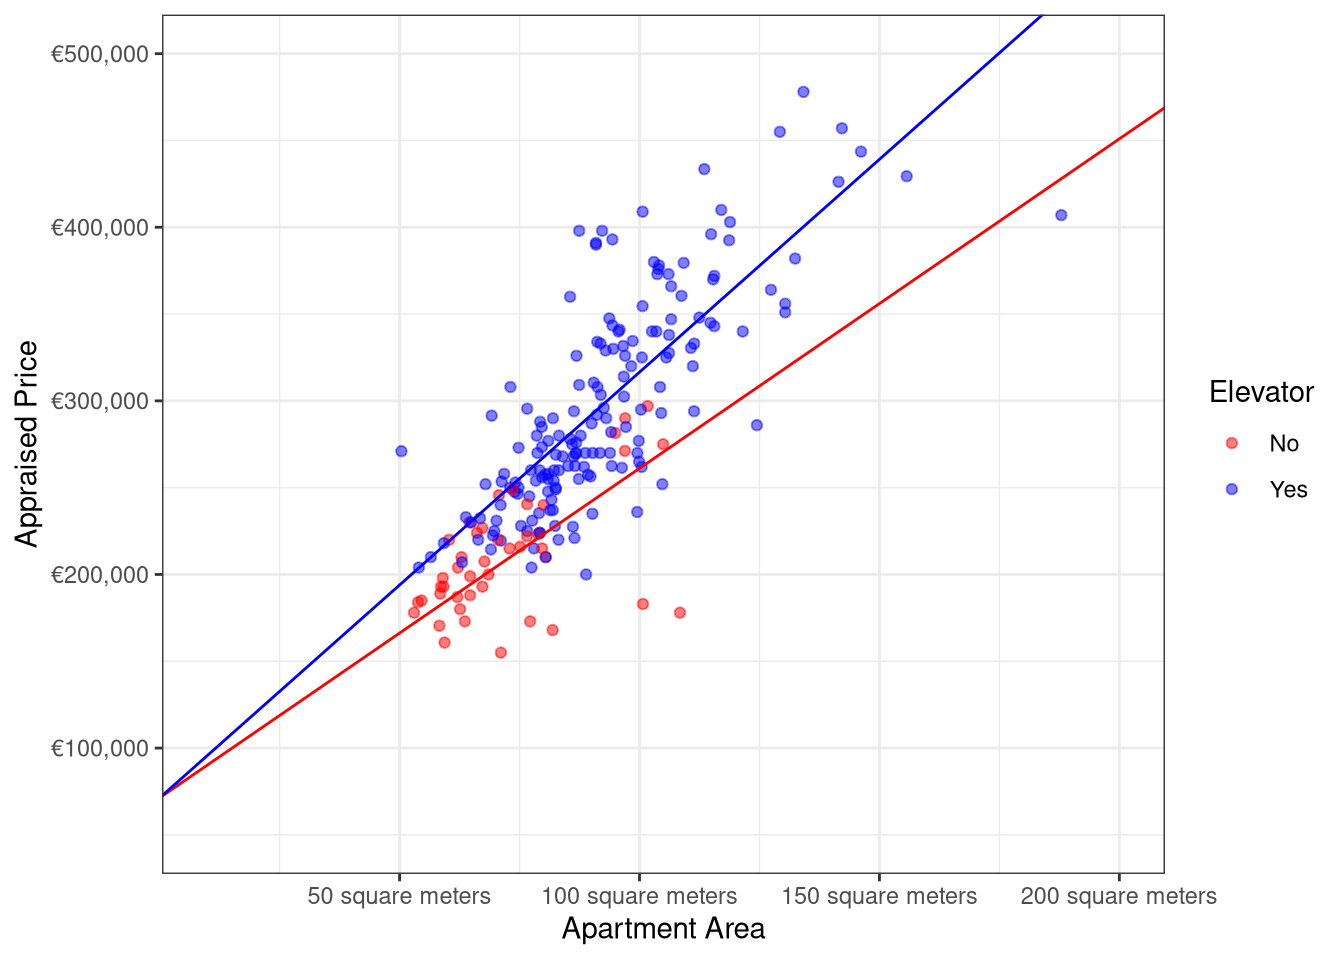 €500,000
€400,000
€300,000
€200,000
€100,000
Appraised Price
50 square meters
100 square meters
150 square meters
200 square meters
Apartment Area
Elevator
No
Yes